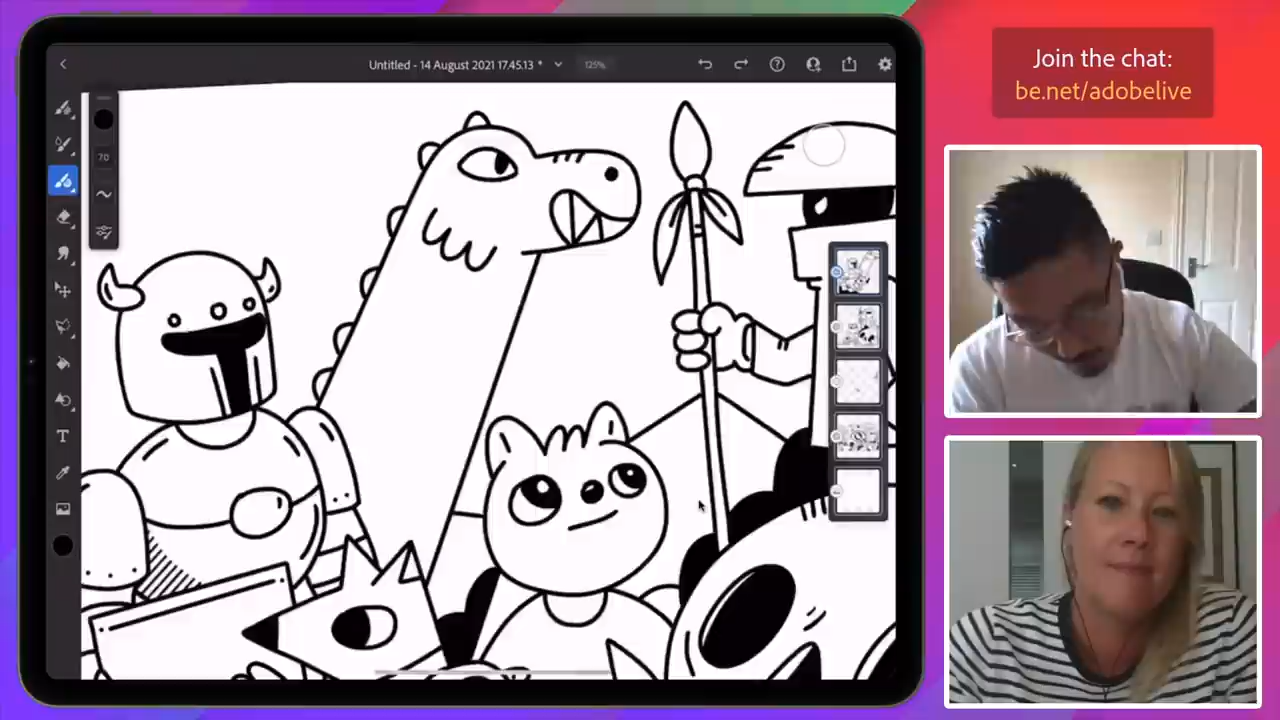 Untitled - 14 August 2021 17.45.13 *
125%
70
T
Join the chat:
be.net/adobelive